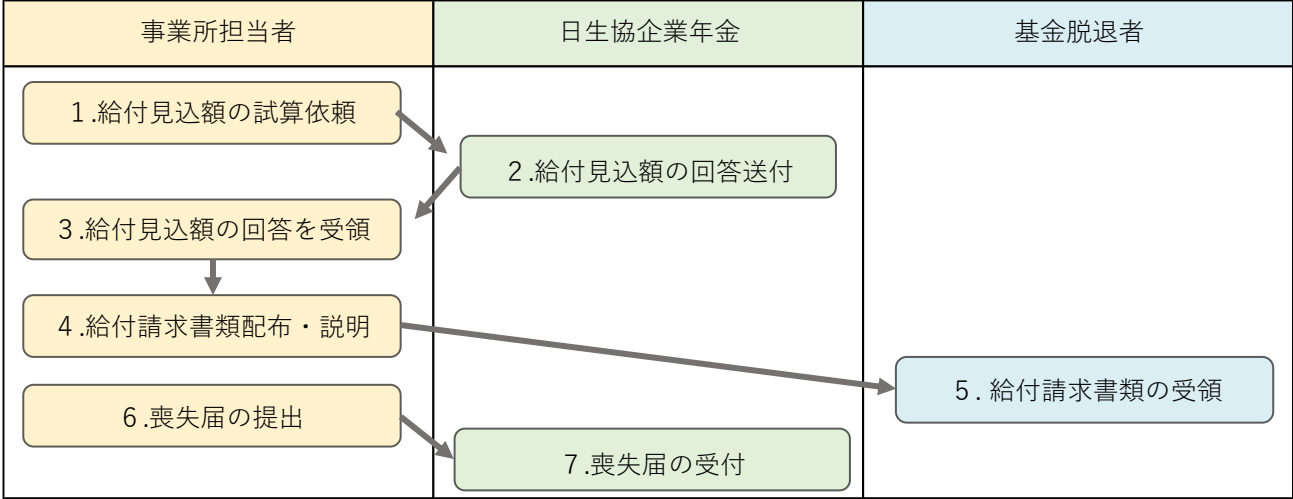 事業所担当者
日生協企業年金
基金脱退者
１.給付見込額の試算依頼
２.給付見込額の回答送付
３.給付見込額の回答を受領
４.給付請求書類配布・説明
５. 給付請求書類の受領
６.喪失届の提出
７.喪失届の受付